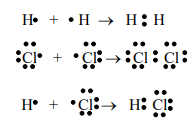 H• + •H → H : H
:Cl• + •Cl: → :Cl : Cl:
H• + •Cl: → H : Cl: